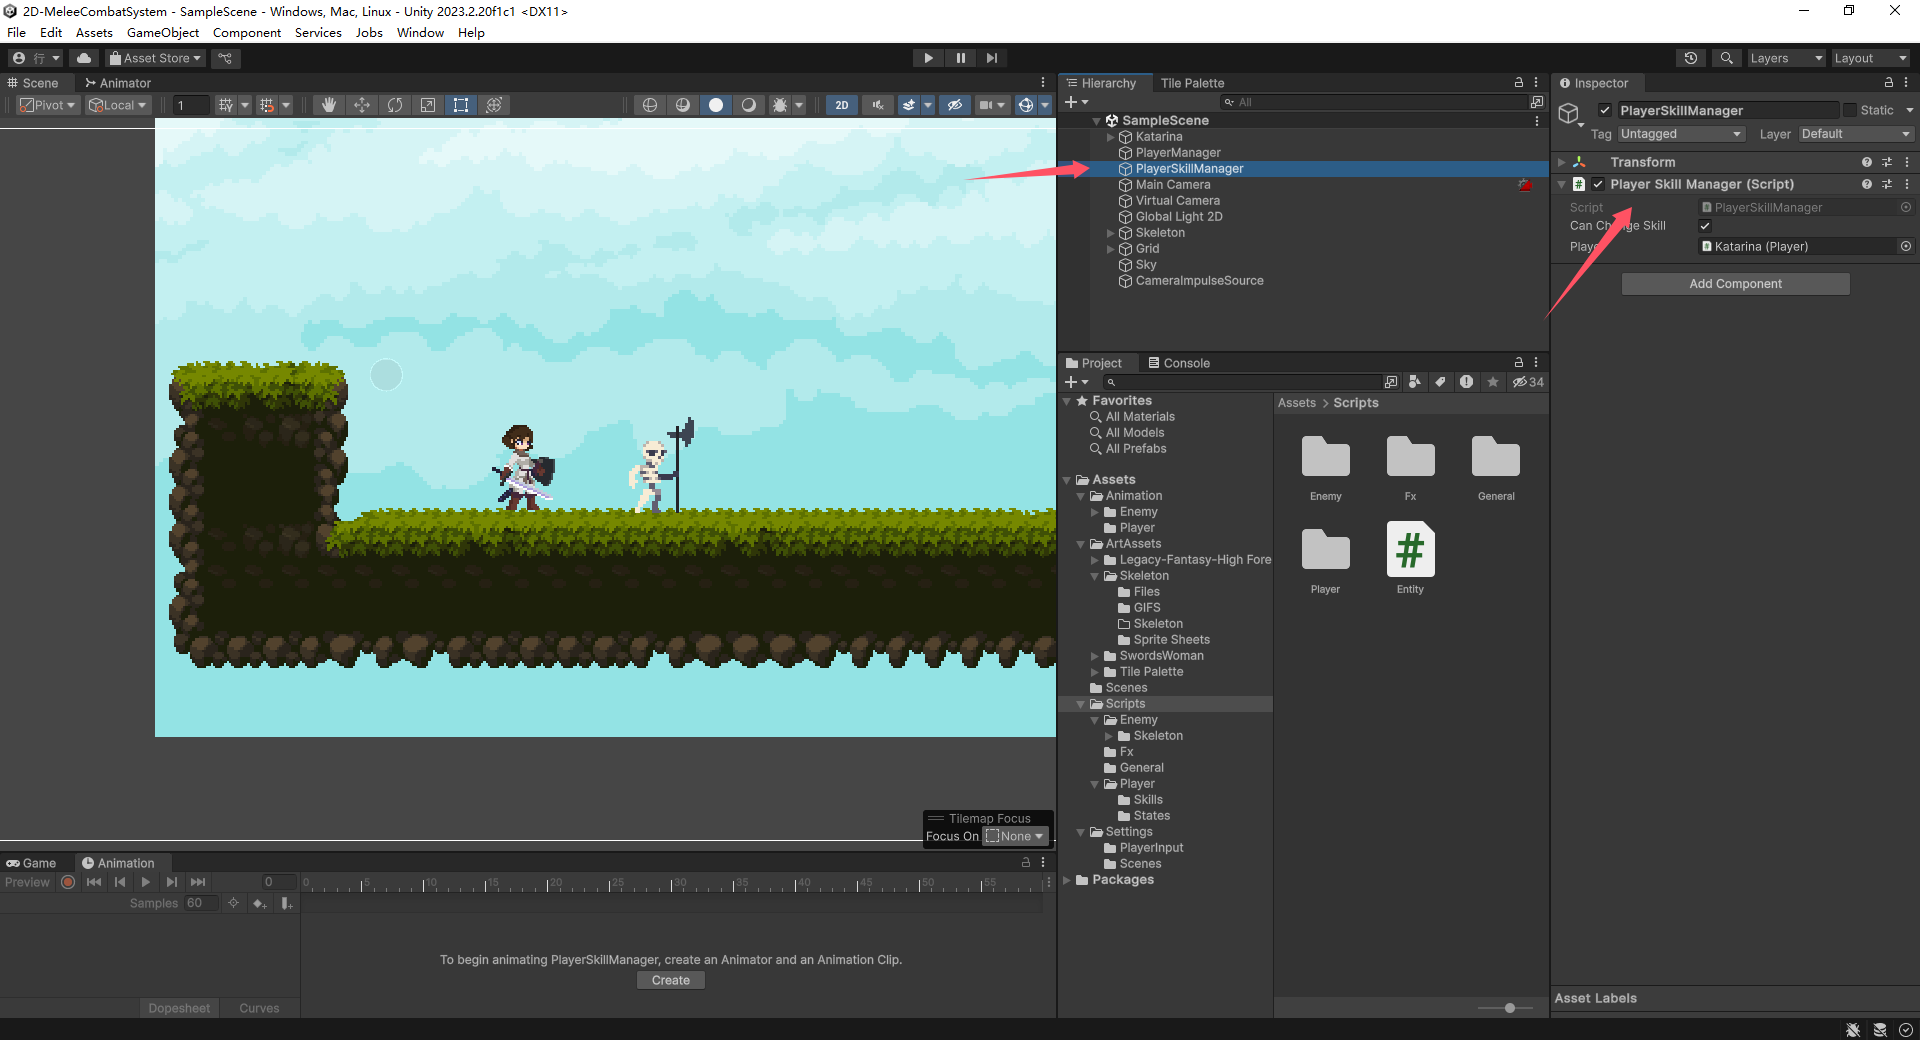 2D-MeleeCombatSystem - SampleScene - Windows, Mac, Linux - Unity 2023.2.20f1c1 <DX11>
File Edit Assets GameObject Component Services Jobs Window Help
行 Asset Store Layers Layout
Scene Animator
Pivot Local 1 2D
Hierarchy Tile Palette
All
SampleScene
Katarina
PlayerManager
PlayerSkillManager
Main Camera
Virtual Camera
Global Light 2D
Skeleton
Grid
Sky
CameraImpulseSource
Inspector
PlayerSkillManager Static
Tag Untagged Layer Default
Transform
Player Skill Manager (Script)
Script PlayerSkillManager
Can Change Skill
Player Katarina (Player)
Add Component
Project Console
34
Favorites
All Materials
All Models
All Prefabs
Assets
Animation
Enemy
Player
ArtAssets
Legacy-Fantasy-High Fore
Skeleton
Files
GIFS
Skeleton
Sprite Sheets
SwordsWoman
Tile Palette
Scenes
Scripts
Enemy
Skeleton
Fx
General
Player
Skills
States
Settings
PlayerInput
Scenes
Packages
Assets > Scripts
Enemy Fx General
Player Entity
#
Tilemap Focus
Focus On None
Game Animation
Preview 0 0 5 10 15 20 25 30 35 40 45 50 55
Samples 60
To begin animating PlayerSkillManager, create an Animator and an Animation Clip.
Create
Dopesheet Curves
Asset Labels